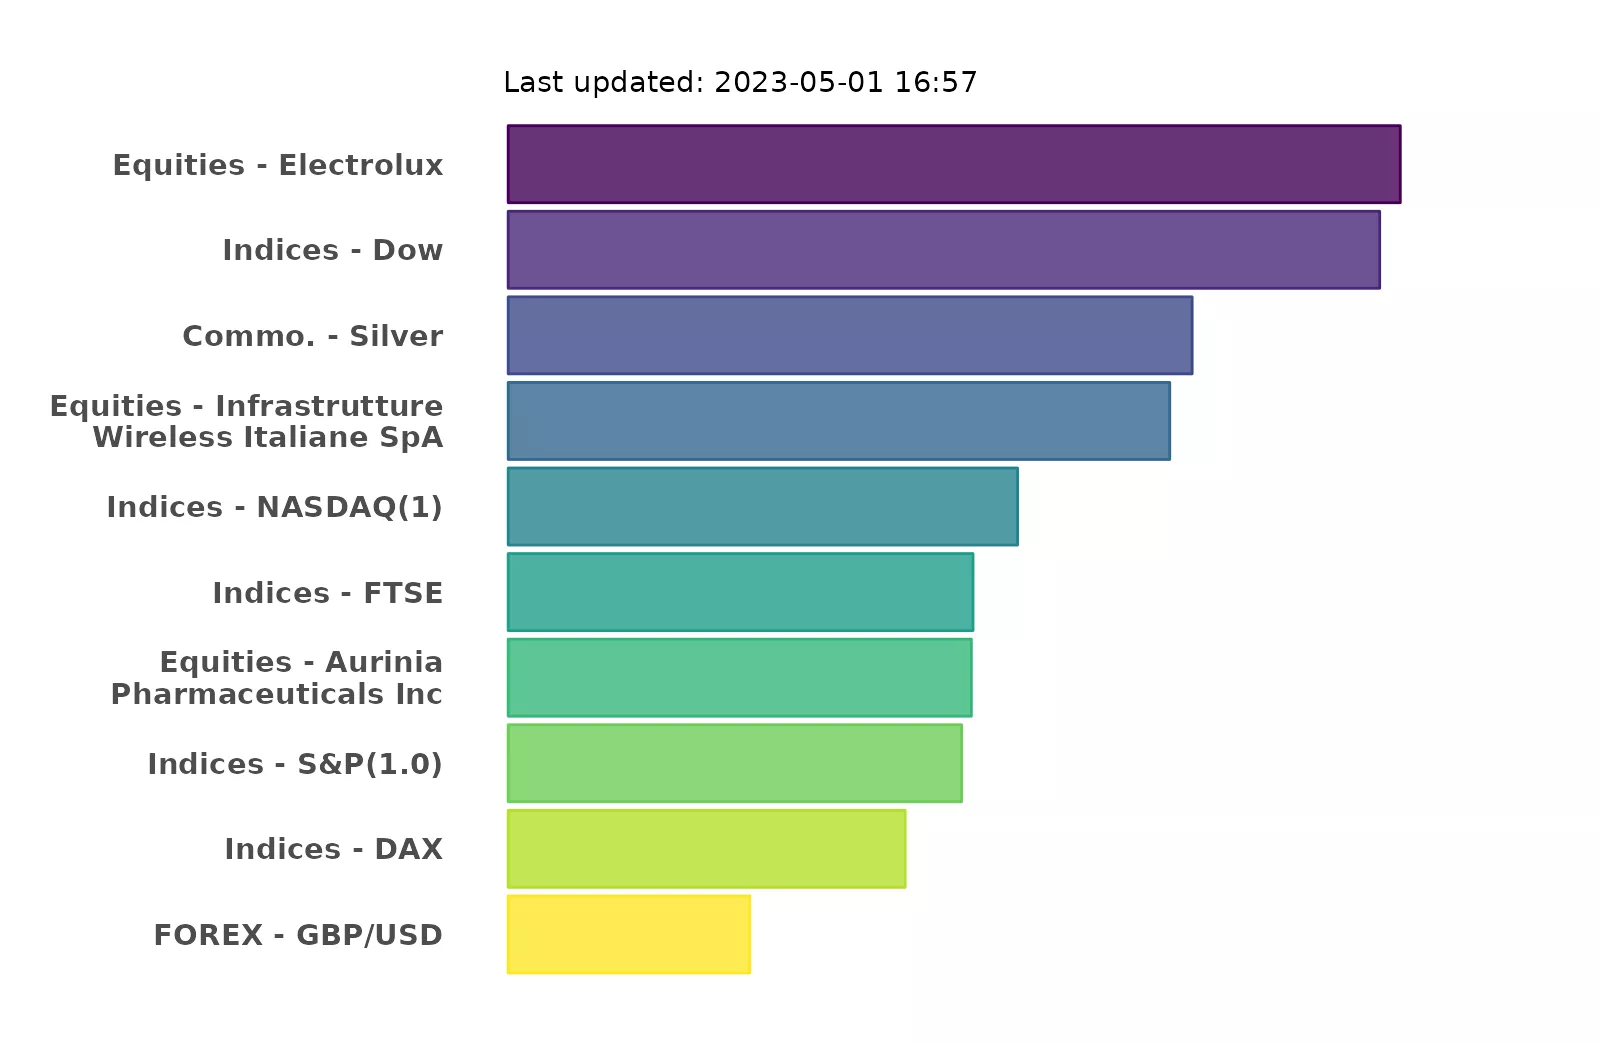 Last updated: 2023-05-01 16:57
Equities - Electrolux
Indices - Dow
Commo. - Silver
Equities - Infrastrutture
Wireless Italiane SpA
Indices - NASDAQ(1)
Indices - FTSE
Equities - Aurinia
Pharmaceuticals Inc
Indices - S&P(1.0)
Indices - DAX
FOREX - GBP/USD